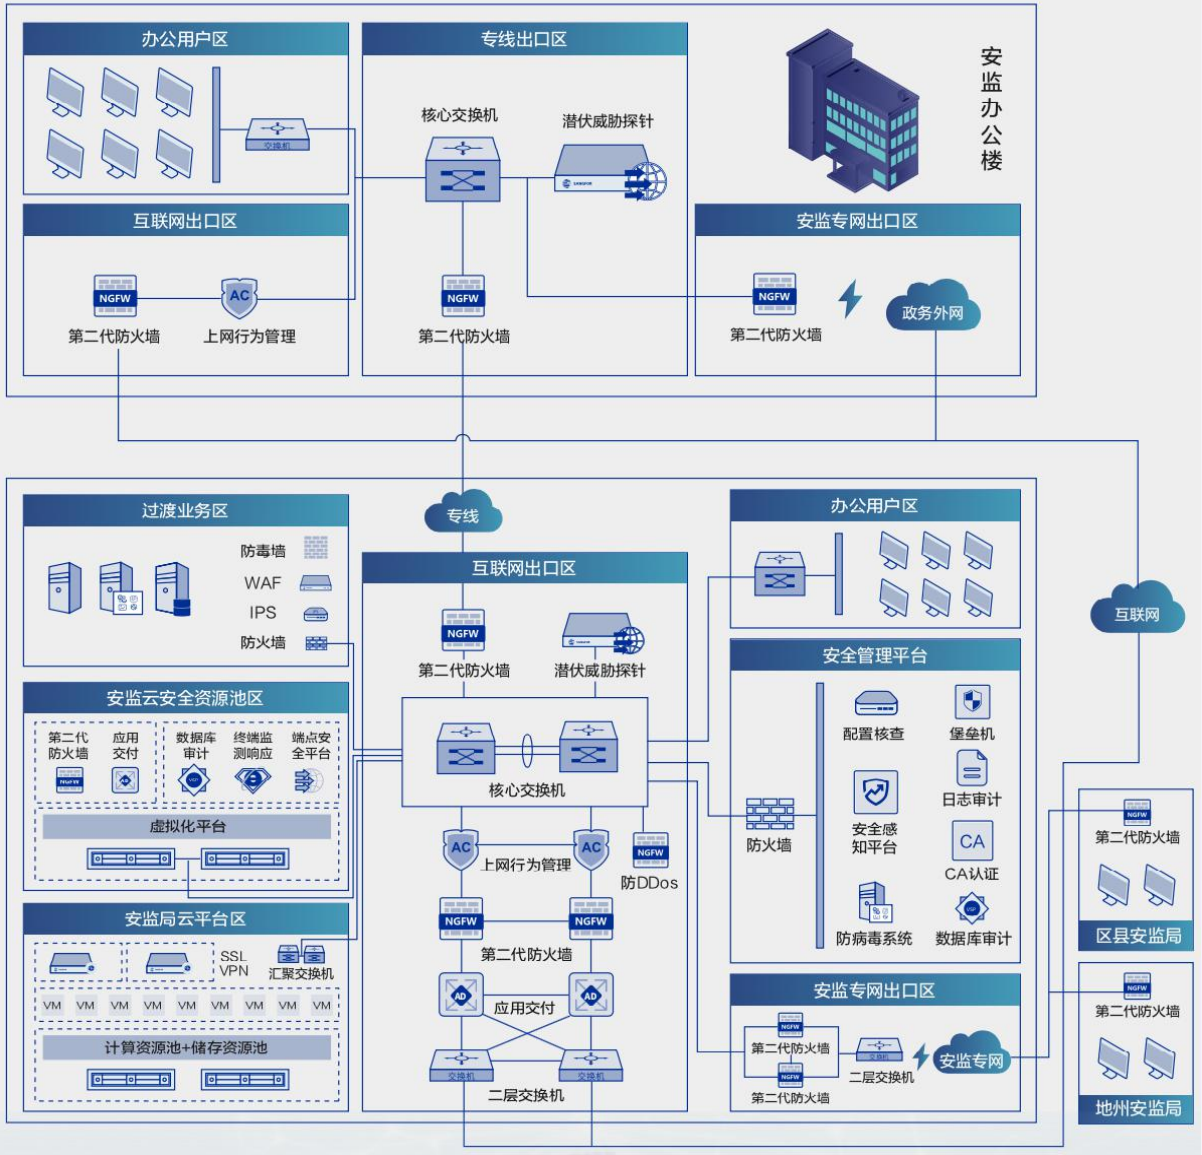 办公用户区
交换机
专线出口区
核心交换机
潜伏威胁探针
安监办公楼
互联网出口区
NGFW
第二代防火墙
AC
上网行为管理
NGFW
第二代防火墙
安监专网出口区
NGFW
第二代防火墙
政务外网
专线
互联网
过渡业务区
防毒墙
WAF
IPS
防火墙
安监云安全资源池区
第二代
防火墙
NGFW
应用
交付
AD
数据库
审计
终端监
测响应
端点安
全平台
虚拟化平台
安监局云平台区
SSL
VPN
汇聚交换机
VM
VM
VM
VM
VM
VM
VM
VM
VM
计算资源池+储存资源池
互联网出口区
NGFW
第二代防火墙
潜伏威胁探针
核心交换机
AC
AC
上网行为管理
NGFW
防DDos
NGFW
NGFW
第二代防火墙
AD
AD
应用交付
交换机
交换机
二层交换机
办公用户区
安全管理平台
防火墙
配置核查
堡垒机
安全感
知平台
日志审计
CA
CA认证
防病毒系统
数据库审计
安监专网出口区
NGFW
第二代防火墙
NGFW
第二代防火墙
交换机
二层交换机
安监专网
NGFW
第二代防火墙
区县安监局
NGFW
第二代防火墙
地州安监局